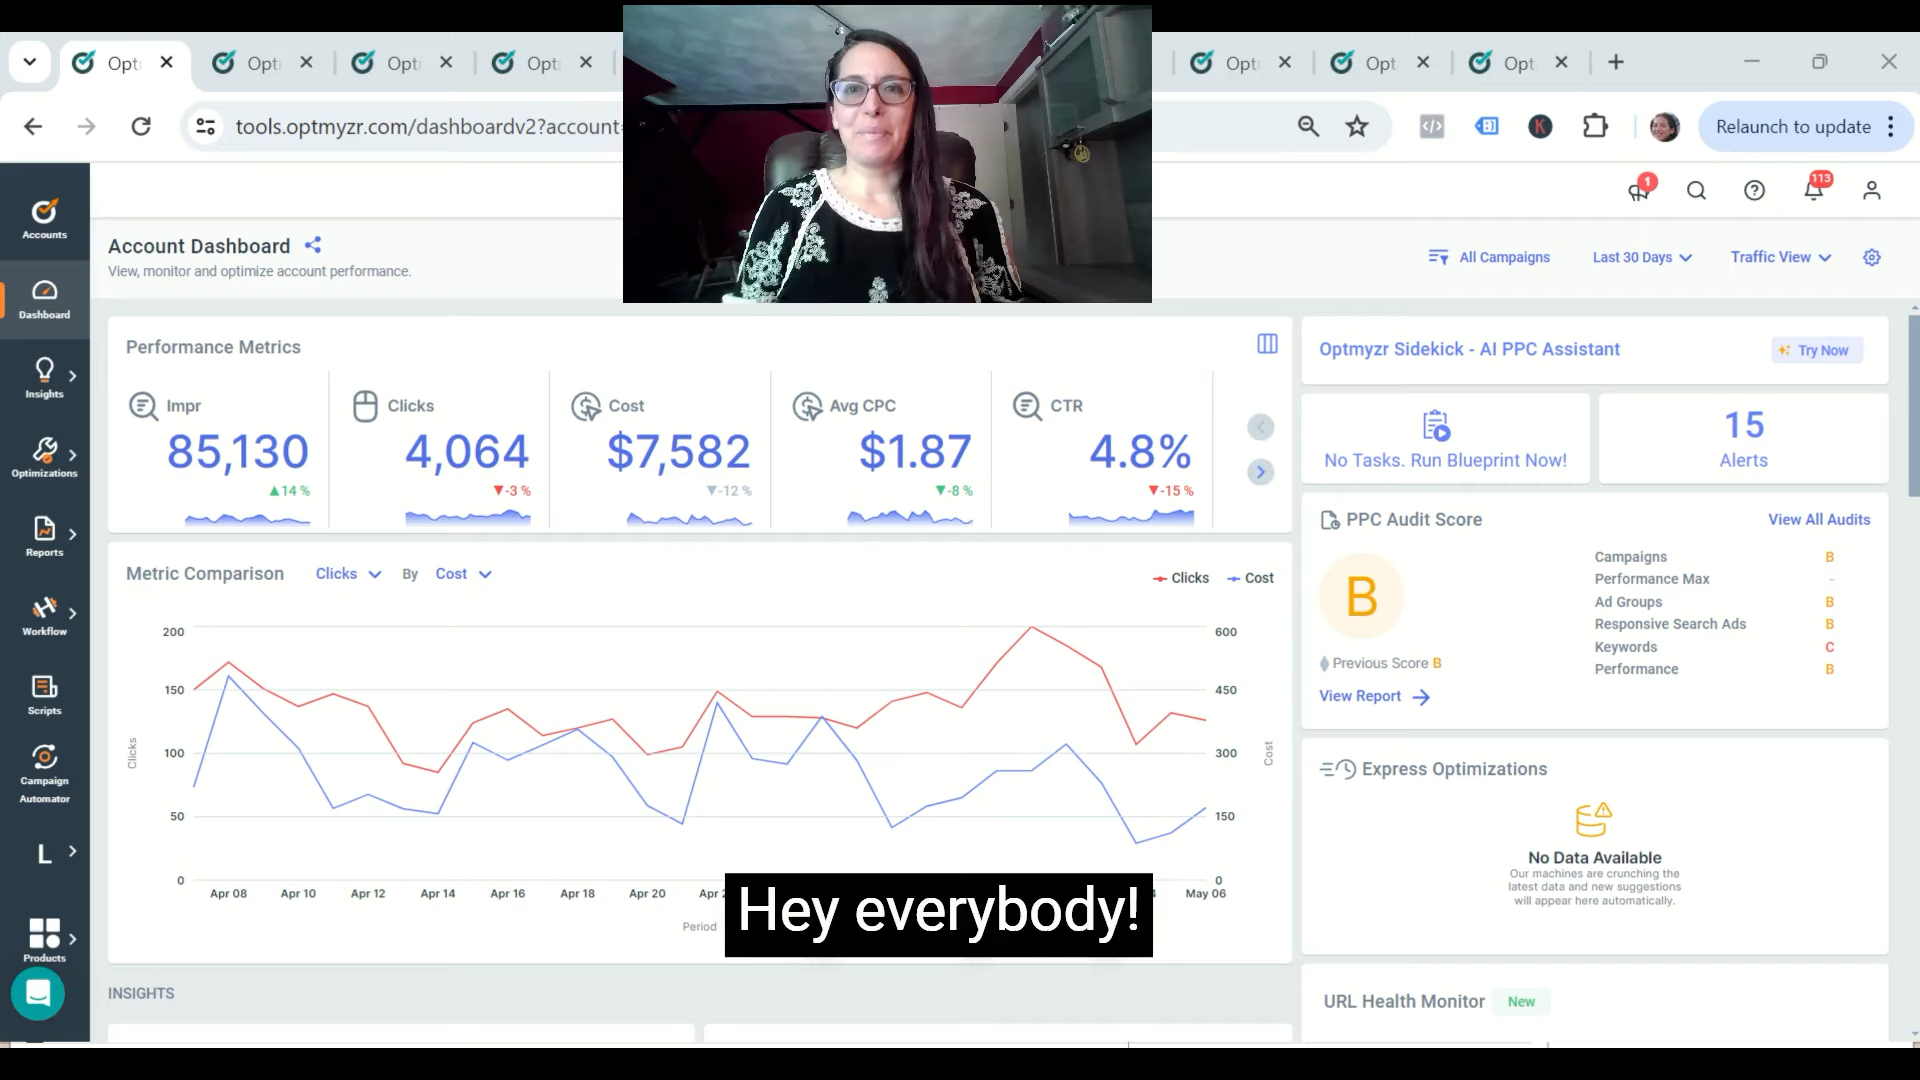 Opt
Opt
Opt
Opt
Opt
Opt
Opt
tools.optmyzr.com/dashboardv2?account
K
Relaunch to update
Accounts
1
113
Account Dashboard
View, monitor and optimize account performance.
All Campaigns
Last 30 Days
Traffic View
Dashboard
Insights
Optimizations
Reports
Workflow
Scripts
Campaign
Automator
L
Products
Performance Metrics
Impr
85,130
▲14 %
Clicks
4,064
▼-3 %
Cost
$7,582
▼-12 %
Avg CPC
$1.87
▼-8 %
CTR
4.8%
▼-15 %
Metric Comparison
Clicks
By
Cost
Clicks
Cost
Clicks
200
150
100
50
0
600
450
300
150
0
Cost
Apr 08
Apr 10
Apr 12
Apr 14
Apr 16
Apr 18
Apr 20
Apr 2
May 06
Period
Hey everybody!
INSIGHTS
Optmyzr Sidekick - AI PPC Assistant
Try Now
No Tasks. Run Blueprint Now!
15
Alerts
PPC Audit Score
View All Audits
B
Previous Score B
View Report
Campaigns B
Performance Max -
Ad Groups B
Responsive Search Ads B
Keywords C
Performance B
Express Optimizations
No Data Available
Our machines are crunching the
latest data and new suggestions
will appear here automatically.
URL Health Monitor
New